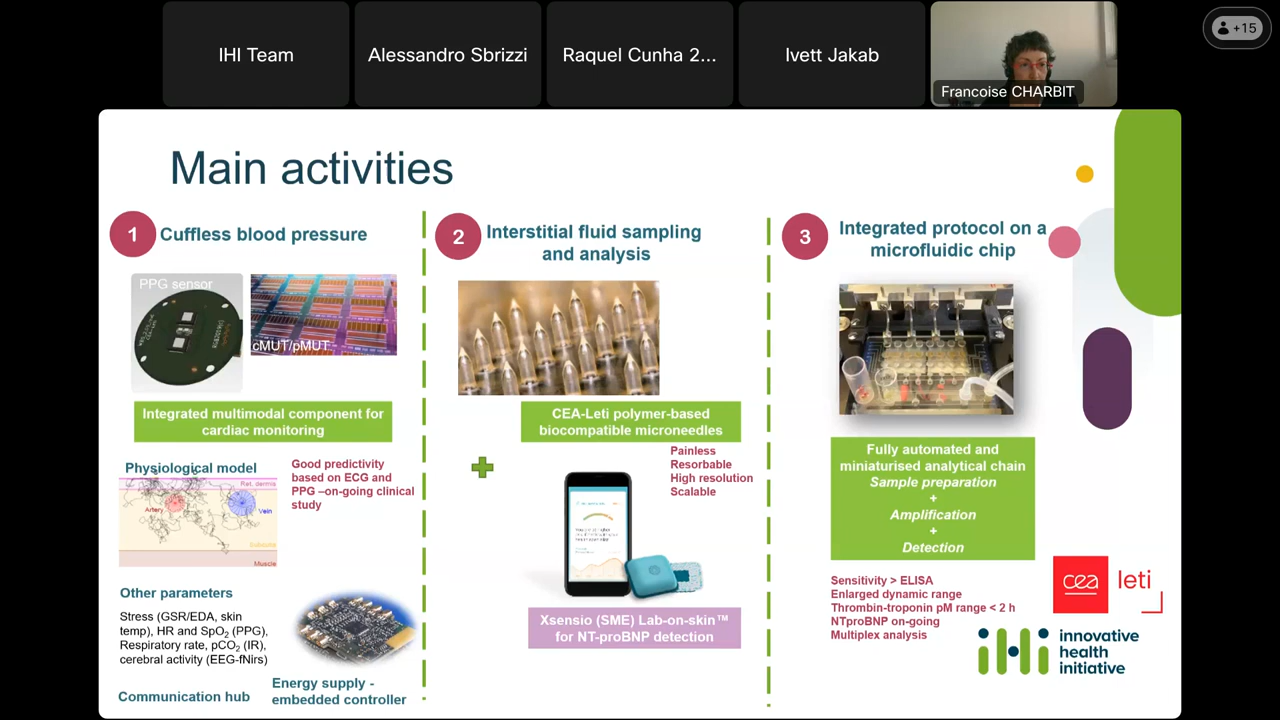 IHI Team
Alessandro Sbrizzi
Raquel Cunha 2...
Ivett Jakab
Francoise CHARBIT
+15
Main activities
1
Cuffless blood pressure
PPG sensor
cMUT/pMUT
Integrated multimodal component for
cardiac monitoring
Physiological model
Ret. dermis
Artery
Vein
Muscle
Good predictivity
based on ECG and
PPG –on-going clinical
study
Other parameters
Stress (GSR/EDA, skin
temp), HR and SpO2 (PPG),
Respiratory rate, pCO2 (IR),
cerebral activity (EEG-fNirs)
Communication hub
Energy supply -
embedded controller
2
Interstitial fluid sampling
and analysis
CEA-Leti polymer-based
biocompatible microneedles
Painless
Resorbable
High resolution
Scalable
Xsensio (SME) Lab-on-skin™
for NT-proBNP detection
3
Integrated protocol on a
microfluidic chip
Fully automated and
miniaturised analytical chain
Sample preparation
+
Amplification
+
Detection
Sensitivity > ELISA
Enlarged dynamic range
Thrombin-troponin pM range < 2 h
NTproBNP on-going
Multiplex analysis
cea leti
ihi innovative
health
initiative